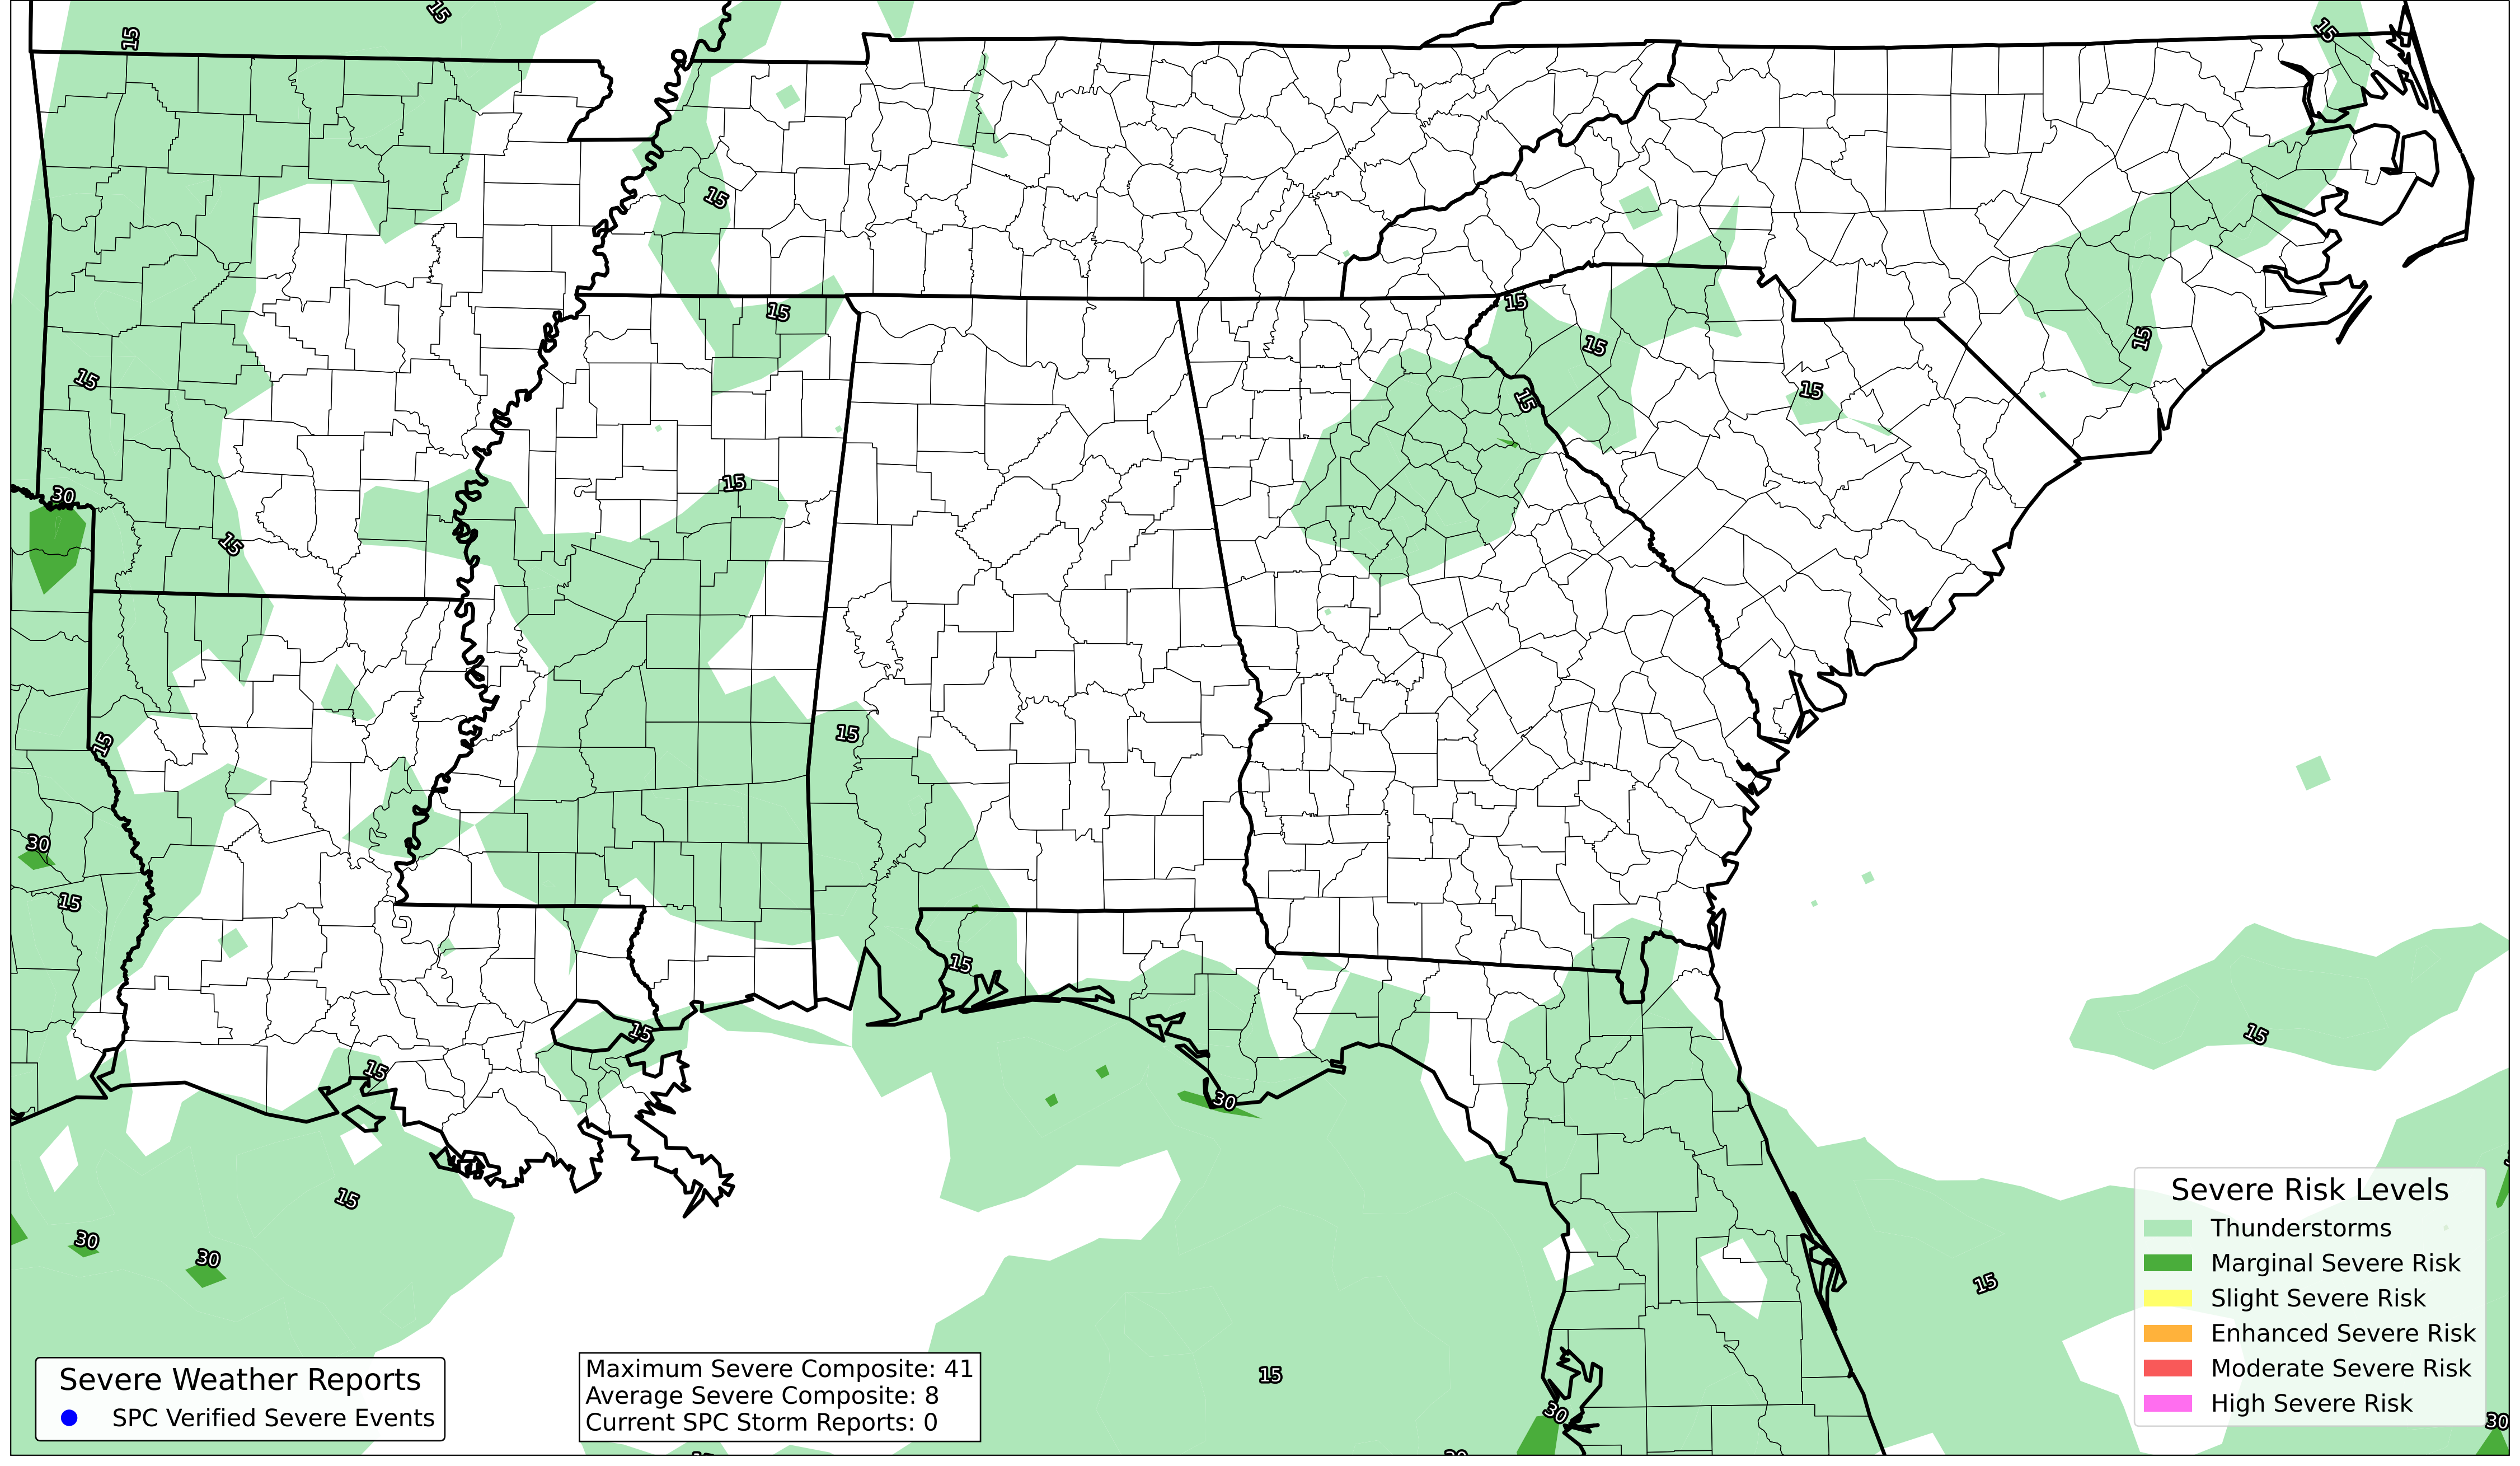 15
15
15
15
15
15
15
15
15
15
15
15
15
30
15
15
15
15
30
15
15
15
15
15
30
15
30
30
15
15
30
30
Severe Risk Levels
Thunderstorms
Marginal Severe Risk
Slight Severe Risk
Enhanced Severe Risk
Moderate Severe Risk
High Severe Risk
Severe Weather Reports
SPC Verified Severe Events
Maximum Severe Composite: 41
Average Severe Composite: 8
Current SPC Storm Reports: 0